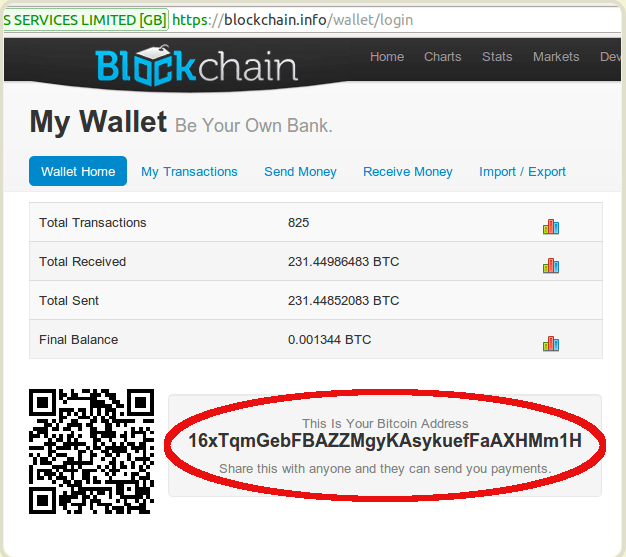 S SERVICES LIMITED [GB] https://blockchain.info/wallet/login
Blockchain
Home Charts Stats Markets Dev
My Wallet Be Your Own Bank.
Wallet Home My Transactions Send Money Receive Money Import / Export
Total Transactions 825
Total Received 231.44986483 BTC
Total Sent 231.44852083 BTC
Final Balance 0.001344 BTC
This Is Your Bitcoin Address
16xTqmGebFBAZZMgyKAsykuefFaAXHMm1H
Share this with anyone and they can send you payments.